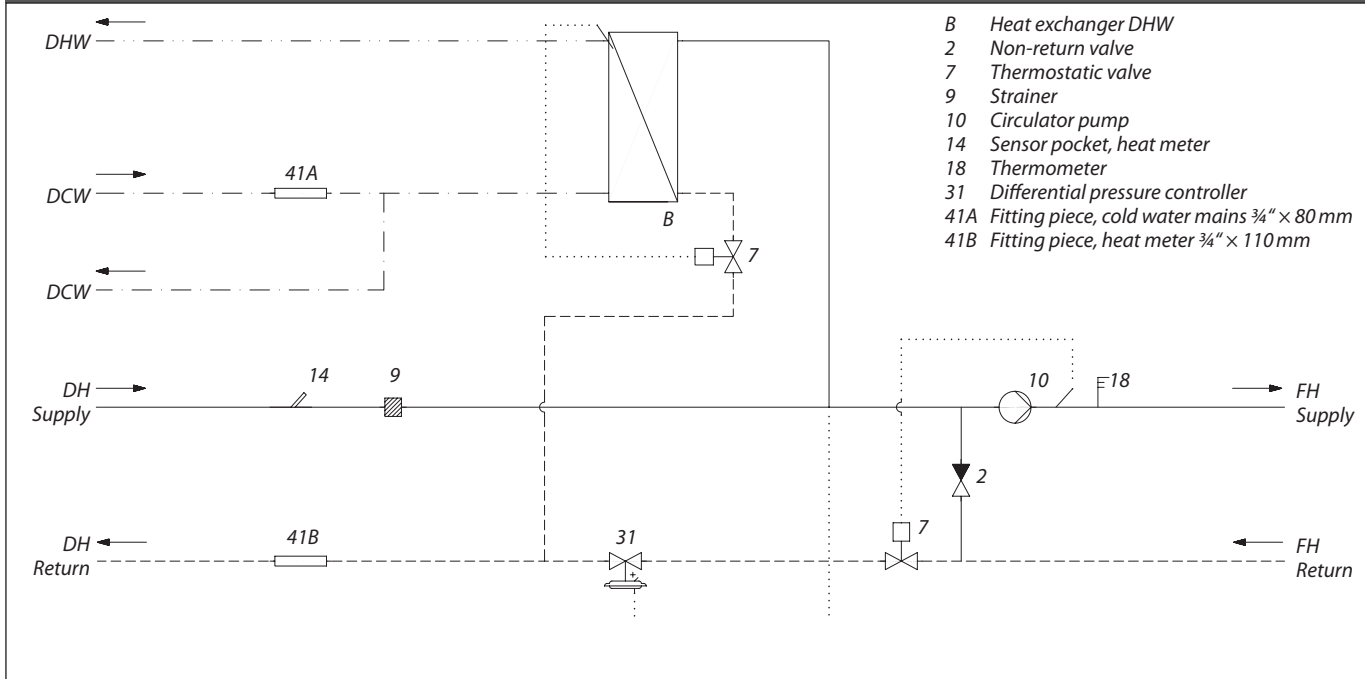 DHW
DCW
DCW
DH
Supply
DH
Return
41A
B
7
14
9
10
18
2
7
31
41B
FH
Supply
FH
Return
B Heat exchanger DHW
2 Non-return valve
7 Thermostatic valve
9 Strainer
10 Circulator pump
14 Sensor pocket, heat meter
18 Thermometer
31 Differential pressure controller
41A Fitting piece, cold water mains ¾“ × 80 mm
41B Fitting piece, heat meter ¾“ × 110 mm
+